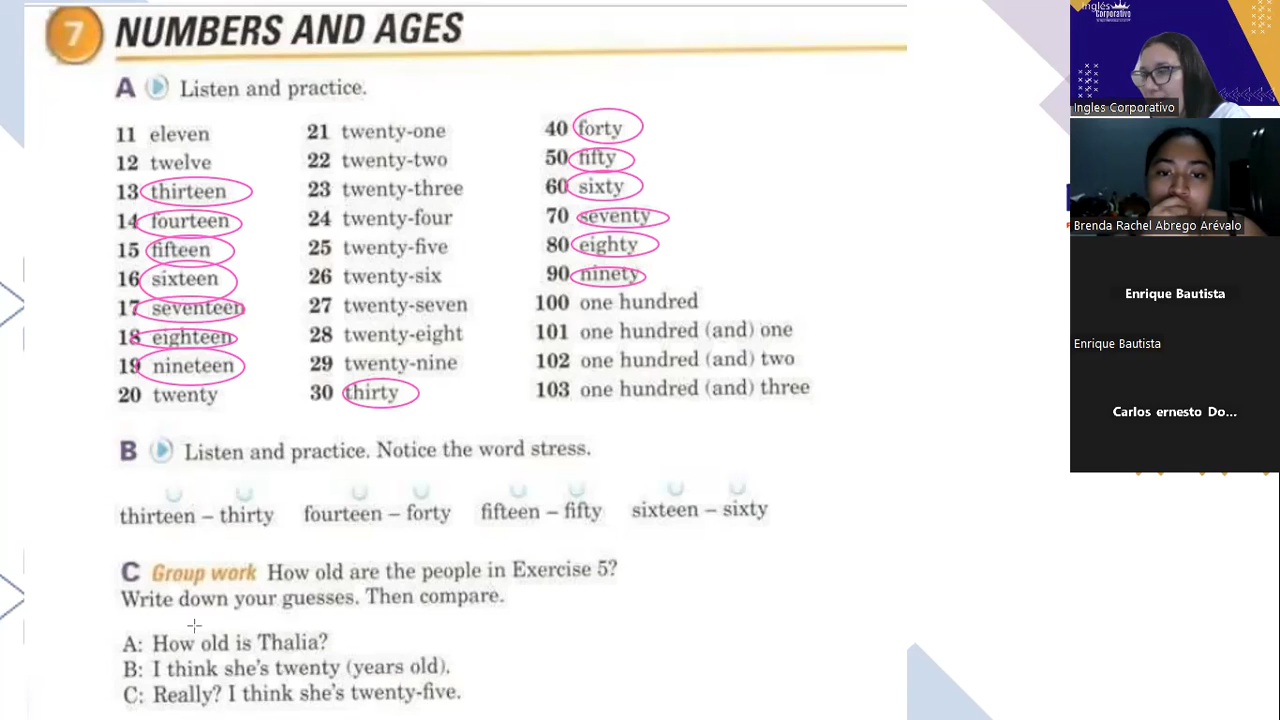 7 NUMBERS AND AGES
A Listen and practice.
11 eleven
12 twelve
13 thirteen
14 fourteen
15 fifteen
16 sixteen
17 seventeen
18 eighteen
19 nineteen
20 twenty
21 twenty-one
22 twenty-two
23 twenty-three
24 twenty-four
25 twenty-five
26 twenty-six
27 twenty-seven
28 twenty-eight
29 twenty-nine
30 thirty
40 forty
50 fifty
60 sixty
70 seventy
80 eighty
90 ninety
100 one hundred
101 one hundred (and) one
102 one hundred (and) two
103 one hundred (and) three
B Listen and practice. Notice the word stress.
thirteen – thirty fourteen – forty fifteen – fifty sixteen – sixty
C Group work How old are the people in Exercise 5?
Write down your guesses. Then compare.
A: How old is Thalia?
B: I think she's twenty (years old).
C: Really? I think she's twenty-five.
Inglés
Corporativo
Ingles Corporativo
Brenda Rachel Abrego Arévalo
Enrique Bautista
Enrique Bautista
Carlos ernesto Do...